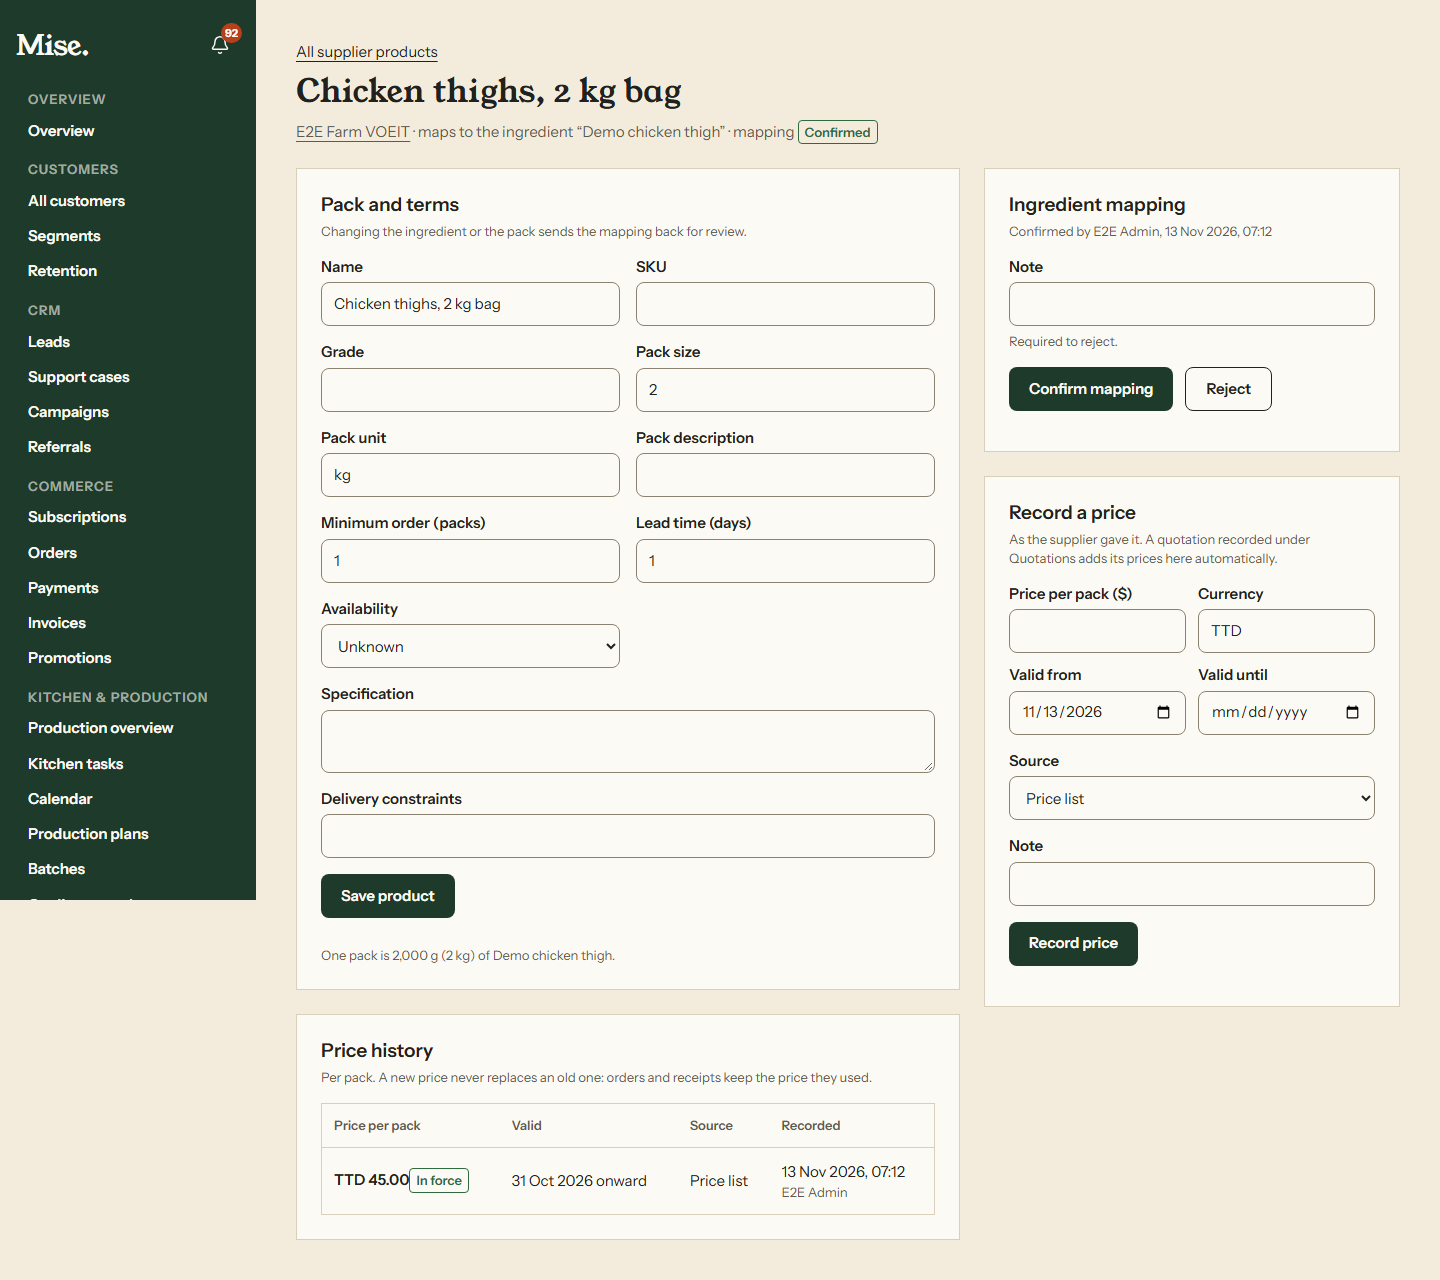 Mise.
92
OVERVIEW
Overview
CUSTOMERS
All customers
Segments
Retention
CRM
Leads
Support cases
Campaigns
Referrals
COMMERCE
Subscriptions
Orders
Payments
Invoices
Promotions
KITCHEN & PRODUCTION
Production overview
Kitchen tasks
Calendar
Production plans
Batches
All supplier products
Chicken thighs, 2 kg bag
E2E Farm VOEIT · maps to the ingredient “Demo chicken thigh” · mapping Confirmed
Pack and terms
Changing the ingredient or the pack sends the mapping back for review.
Name
SKU
Chicken thighs, 2 kg bag
Grade
Pack size
2
Pack unit
Pack description
kg
Minimum order (packs)
Lead time (days)
1
1
Availability
Unknown
Specification
Delivery constraints
Save product
One pack is 2,000 g (2 kg) of Demo chicken thigh.
Price history
Per pack. A new price never replaces an old one: orders and receipts keep the price they used.
Price per pack Valid Source Recorded
TTD 45.00 In force 31 Oct 2026 onward Price list 13 Nov 2026, 07:12
E2E Admin
Ingredient mapping
Confirmed by E2E Admin, 13 Nov 2026, 07:12
Note
Required to reject.
Confirm mapping
Reject
Record a price
As the supplier gave it. A quotation recorded under
Quotations adds its prices here automatically.
Price per pack ($)
Currency
TTD
Valid from
Valid until
11/13/2026
mm/dd/yyyy
Source
Price list
Note
Record price